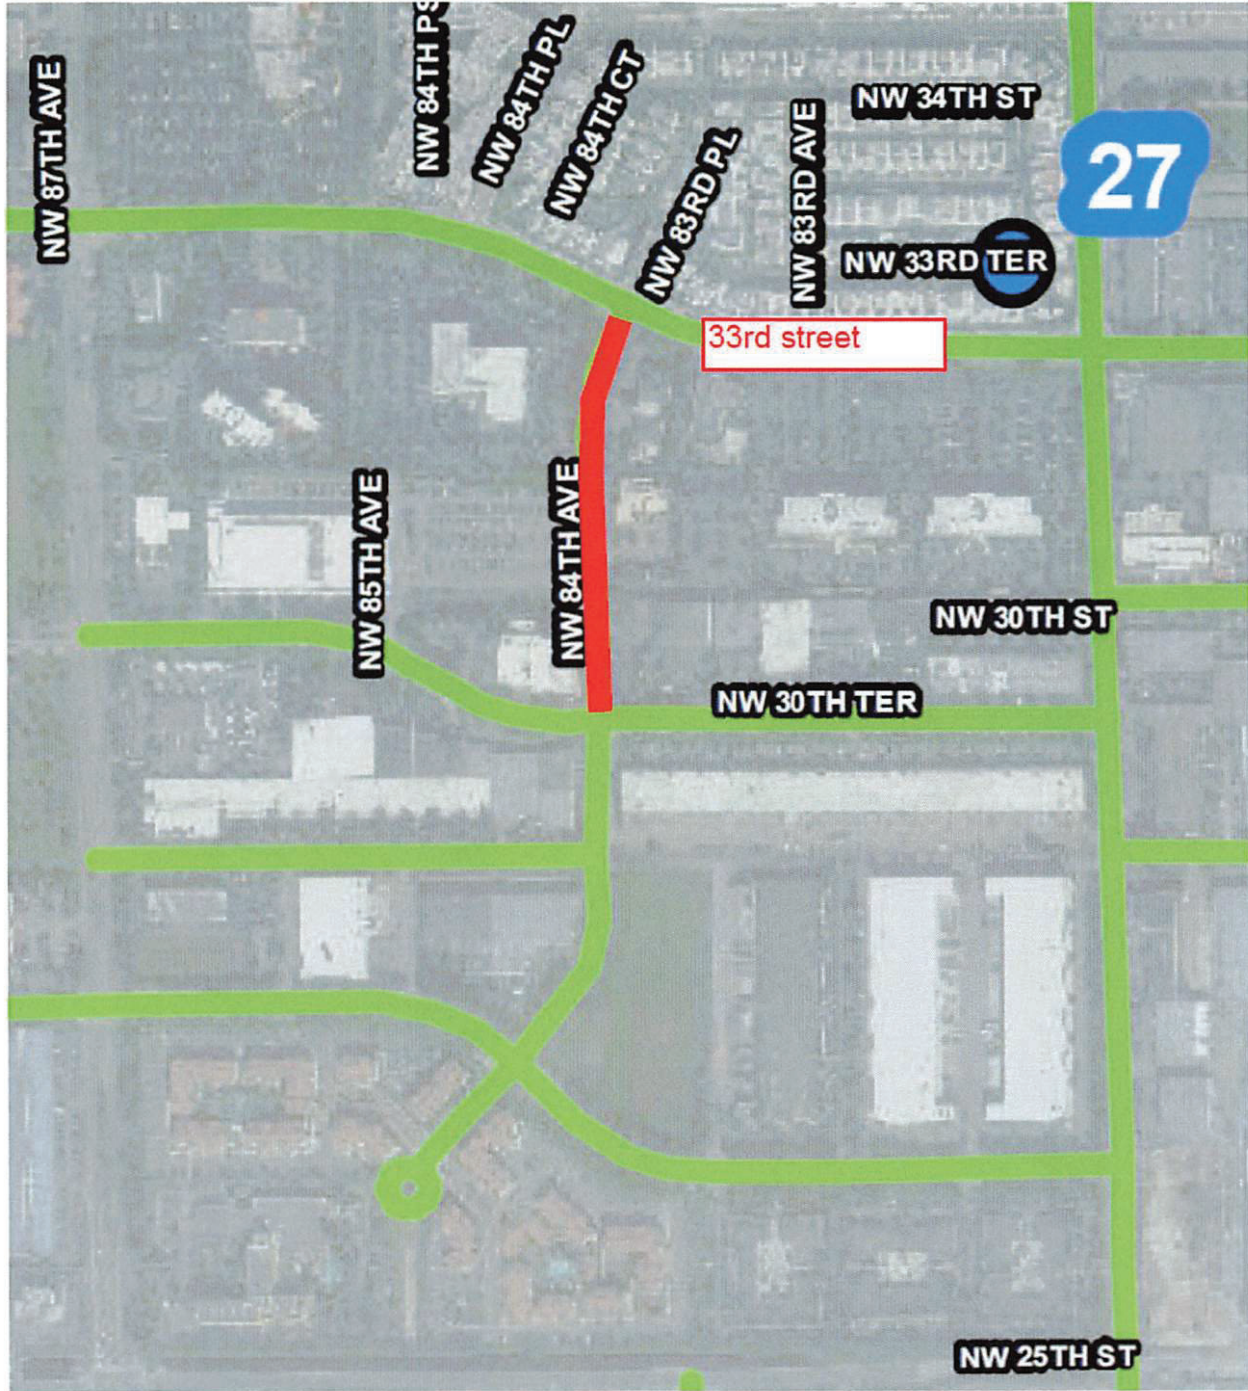 NW 87TH AVE
NW 84TH PS
NW 84TH PL
NW 84TH CT
NW 83RD PL
NW 83RD AVE
NW 34TH ST
27
NW 33RD TER
33rd street
NW 85TH AVE
NW 84TH AVE
NW 30TH ST
NW 30TH TER
NW 25TH ST